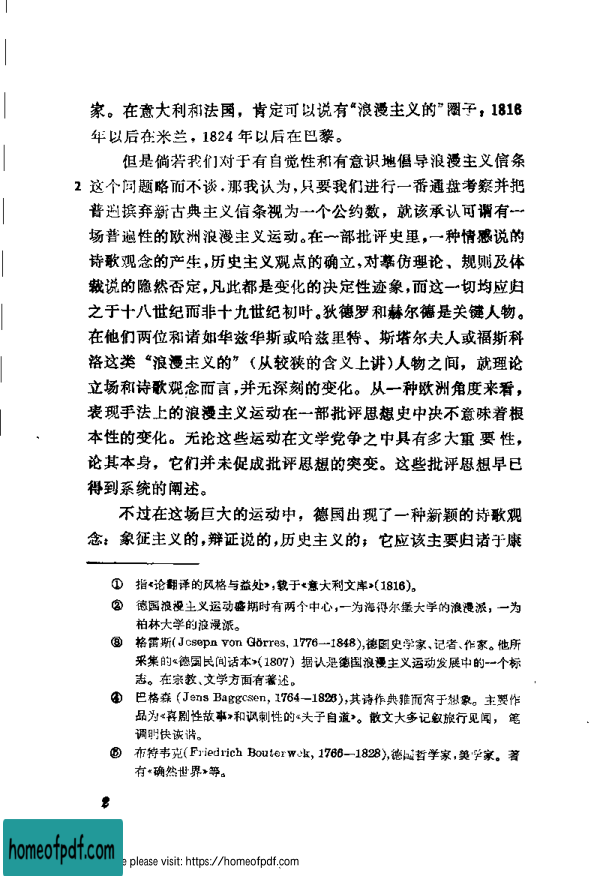 家。在意大利和法国，肯定可以说有“浪漫主义的”圈子，1816
年以后在米兰，1824年以后在巴黎。
但是倘若我们对于有自觉性和有意识地倡导浪漫主义信条
2 这个问题略而不谈，那我认为，只要我们进行一番通盘考察并把
普遍摈弃新古典主义信条视为一个公约数，就该承认可谓有一
场普遍性的欧洲浪漫主义运动。在一部批评史里，一种情感说的
诗歌观念的产生，历史主义观点的确立，对摹仿理论、规则及体
裁说的隐然否定，凡此都是变化的决定性迹象，而这一切均应归
之于十八世纪而非十九世纪初叶。狄德罗和赫尔德是关键人物。
在他们两位和诸如华兹华斯或哈兹里特、斯塔尔夫人或福斯科
洛这类“浪漫主义的”（从较狭的含义上讲）人物之间，就理论
立场和诗歌观念而言，并无深刻的变化。从一种欧洲角度来看，
表现手法上的浪漫主义运动在一部批评思想史中决不意味着根
本性的变化。无论这些运动在文学党争之中具有多大重要性，
论其本身，它们并未促成批评思想的突变。这些批评思想早已
得到系统的阐述。
不过在这场巨大的运动中，德国出现了一种新颖的诗歌观
念：象征主义的，辩证说的，历史主义的；它应该主要归诸于康
① 指«论翻译的风格与益处»，载于«意大利文库»(1816)。
② 德国浪漫主义运动盛期时有两个中心，一为海得尔堡大学的浪漫派，一为
柏林大学的浪漫派。
③ 格雷斯(Joseph von Görres, 1776—1848)，德国史学家、记者、作家。他所
采集的«德国民间话本»(1807) 据认是德国浪漫主义运动发展中的一个标
志。在宗教、文学方面有著述。
④ 巴格森 (Jens Baggesen, 1764—1826)，其诗作典雅而富于想象。主要作
品为«喜剧性故事»和讽刺性的«夫子自道»。散文大多记叙旅行见闻，笔
调明快诙谐。
⑤ 布特韦克(Friedrich Bouterwek, 1766—1828)，德国哲学家，美学家。著
有«确然世界»等。
2
homeofpdf.com
e please visit: https://homeofpdf.com